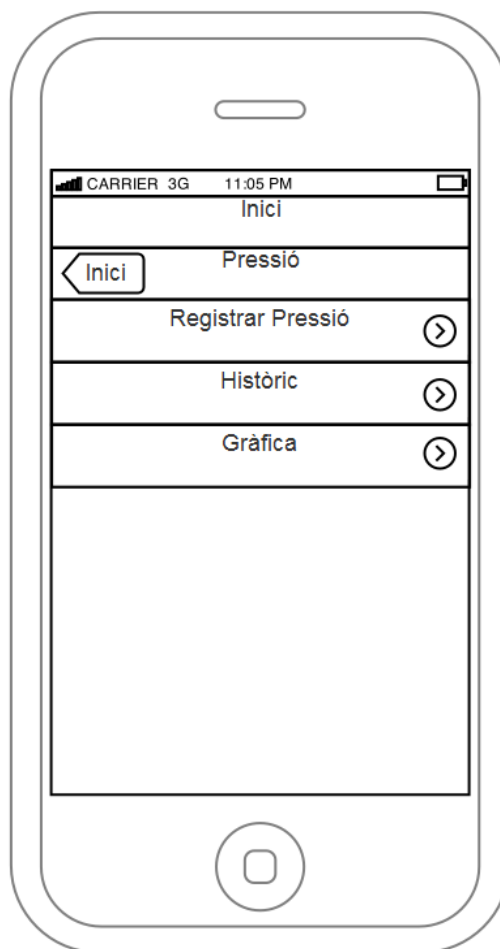 CARRIER 3G 11:05 PM
Inici
Inici Pressió
Registrar Pressió
Històric
Gràfica